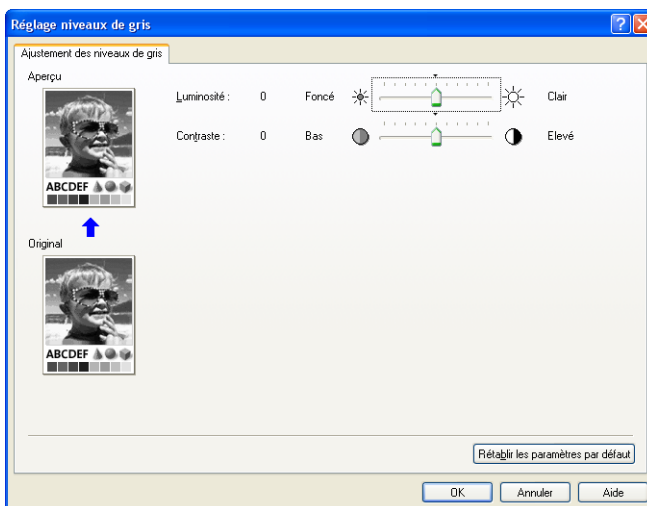 Réglage niveaux de gris
Ajustement des niveaux de gris
Aperçu
Luminosité : 0 Foncé Clair
Contraste : 0 Bas Elevé
ABCDEF
Original
ABCDEF
Rétablir les paramètres par défaut
OK Annuler Aide